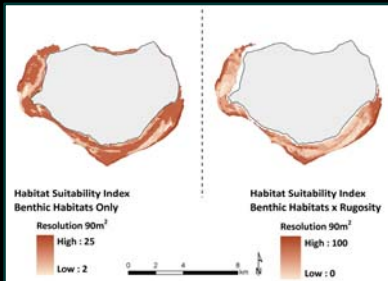 Habitat Suitability Index
Benthic Habitats Only
Resolution 90m²
High : 25
Low : 2
Habitat Suitability Index
Benthic Habitats x Rugosity
Resolution 90m²
High : 100
Low : 0
0 2 4 8
km
N